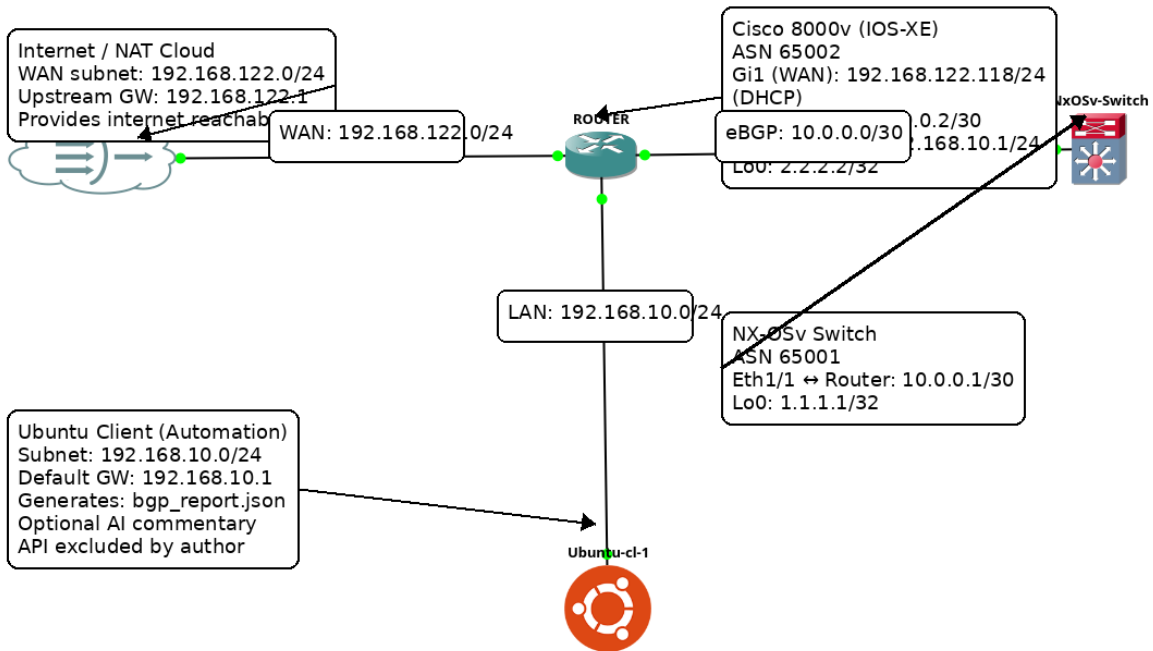 Internet / NAT Cloud
WAN subnet: 192.168.122.0/24
Upstream GW: 192.168.122.1
Provides internet
WAN: 192.168.122.0/24
ROUTER
Cisco 8000v (IOS-XE)
ASN 65002
Gi1 (WAN): 192.168.122.118/24
(DHCP)
.0.2/30
.168.10.1/24
Lo0: 2.2.2.2/32
eBGP: 10.0.0.0/30
NxOSv-Switch
LAN: 192.168.10.0/24
NX-OSv Switch
ASN 65001
Eth1/1 ↔ Router: 10.0.0.1/30
Lo0: 1.1.1.1/32
Ubuntu Client (Automation)
Subnet: 192.168.10.0/24
Default GW: 192.168.10.1
Generates: bgp_report.json
Optional AI commentary
API excluded by author
Ubuntu-cl-1